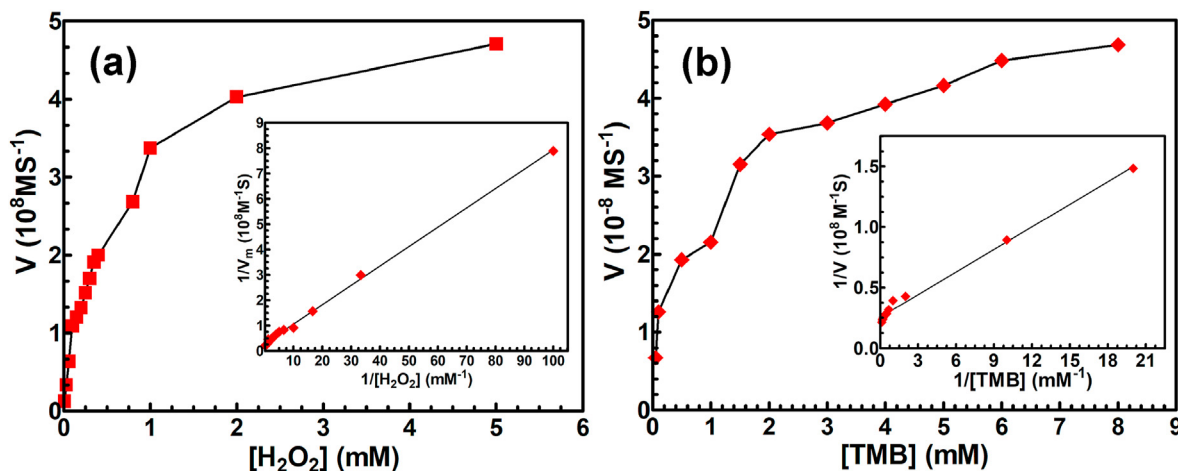 (a)
V (10⁸MS⁻¹)
5
4
3
2
1
0
0 1 2 3 4 5 6
[H₂O₂] (mM)
1/Vₘ (10⁸M⁻¹S)
9
8
7
6
5
4
3
2
1
0
10 20 30 40 50 60 70 80 90 100
1/[H₂O₂] (mM⁻¹)
(b)
V (10⁻⁸ MS⁻¹)
5
4
3
2
1
0
0 1 2 3 4 5 6 7 8 9
[TMB] (mM)
1/V (10⁸ M⁻¹S)
1.5
1.0
0.5
0.0
0 3 6 9 12 15 18 21
1/[TMB] (mM⁻¹)